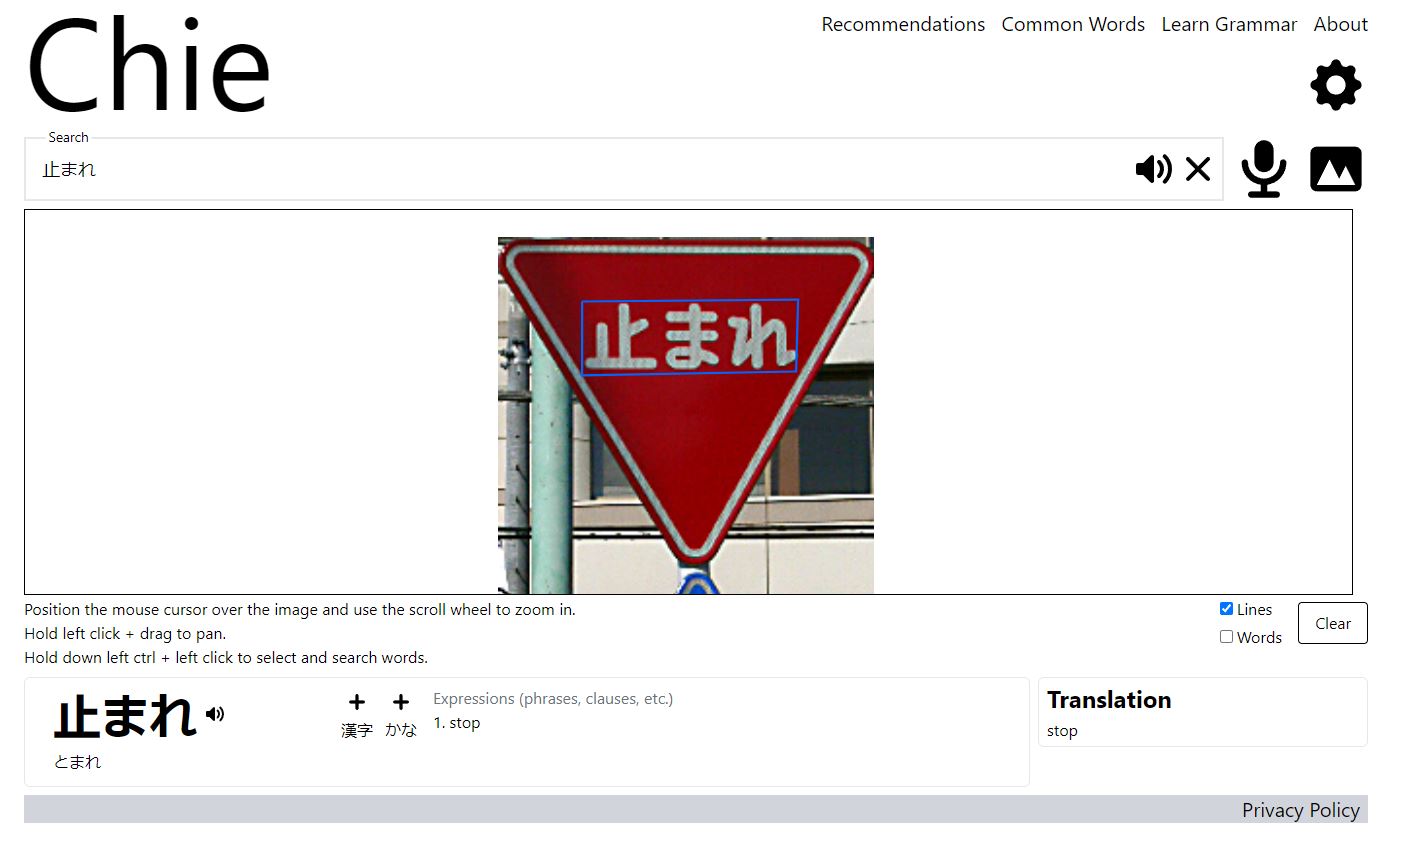 Chie
Recommendations Common Words Learn Grammar About
Search
止まれ
止まれ
Position the mouse cursor over the image and use the scroll wheel to zoom in.
Hold left click + drag to pan.
Hold down left ctrl + left click to select and search words.
Lines
Words
Clear
止まれ
とまれ
漢字 かな
Expressions (phrases, clauses, etc.)
1. stop
Translation
stop
Privacy Policy